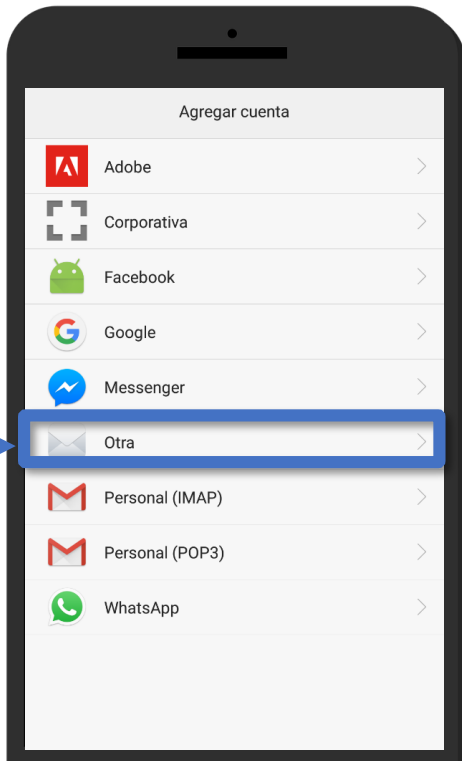 Agregar cuenta
Adobe
Corporativa
Facebook
Google
Messenger
Otra
Personal (IMAP)
Personal (POP3)
WhatsApp